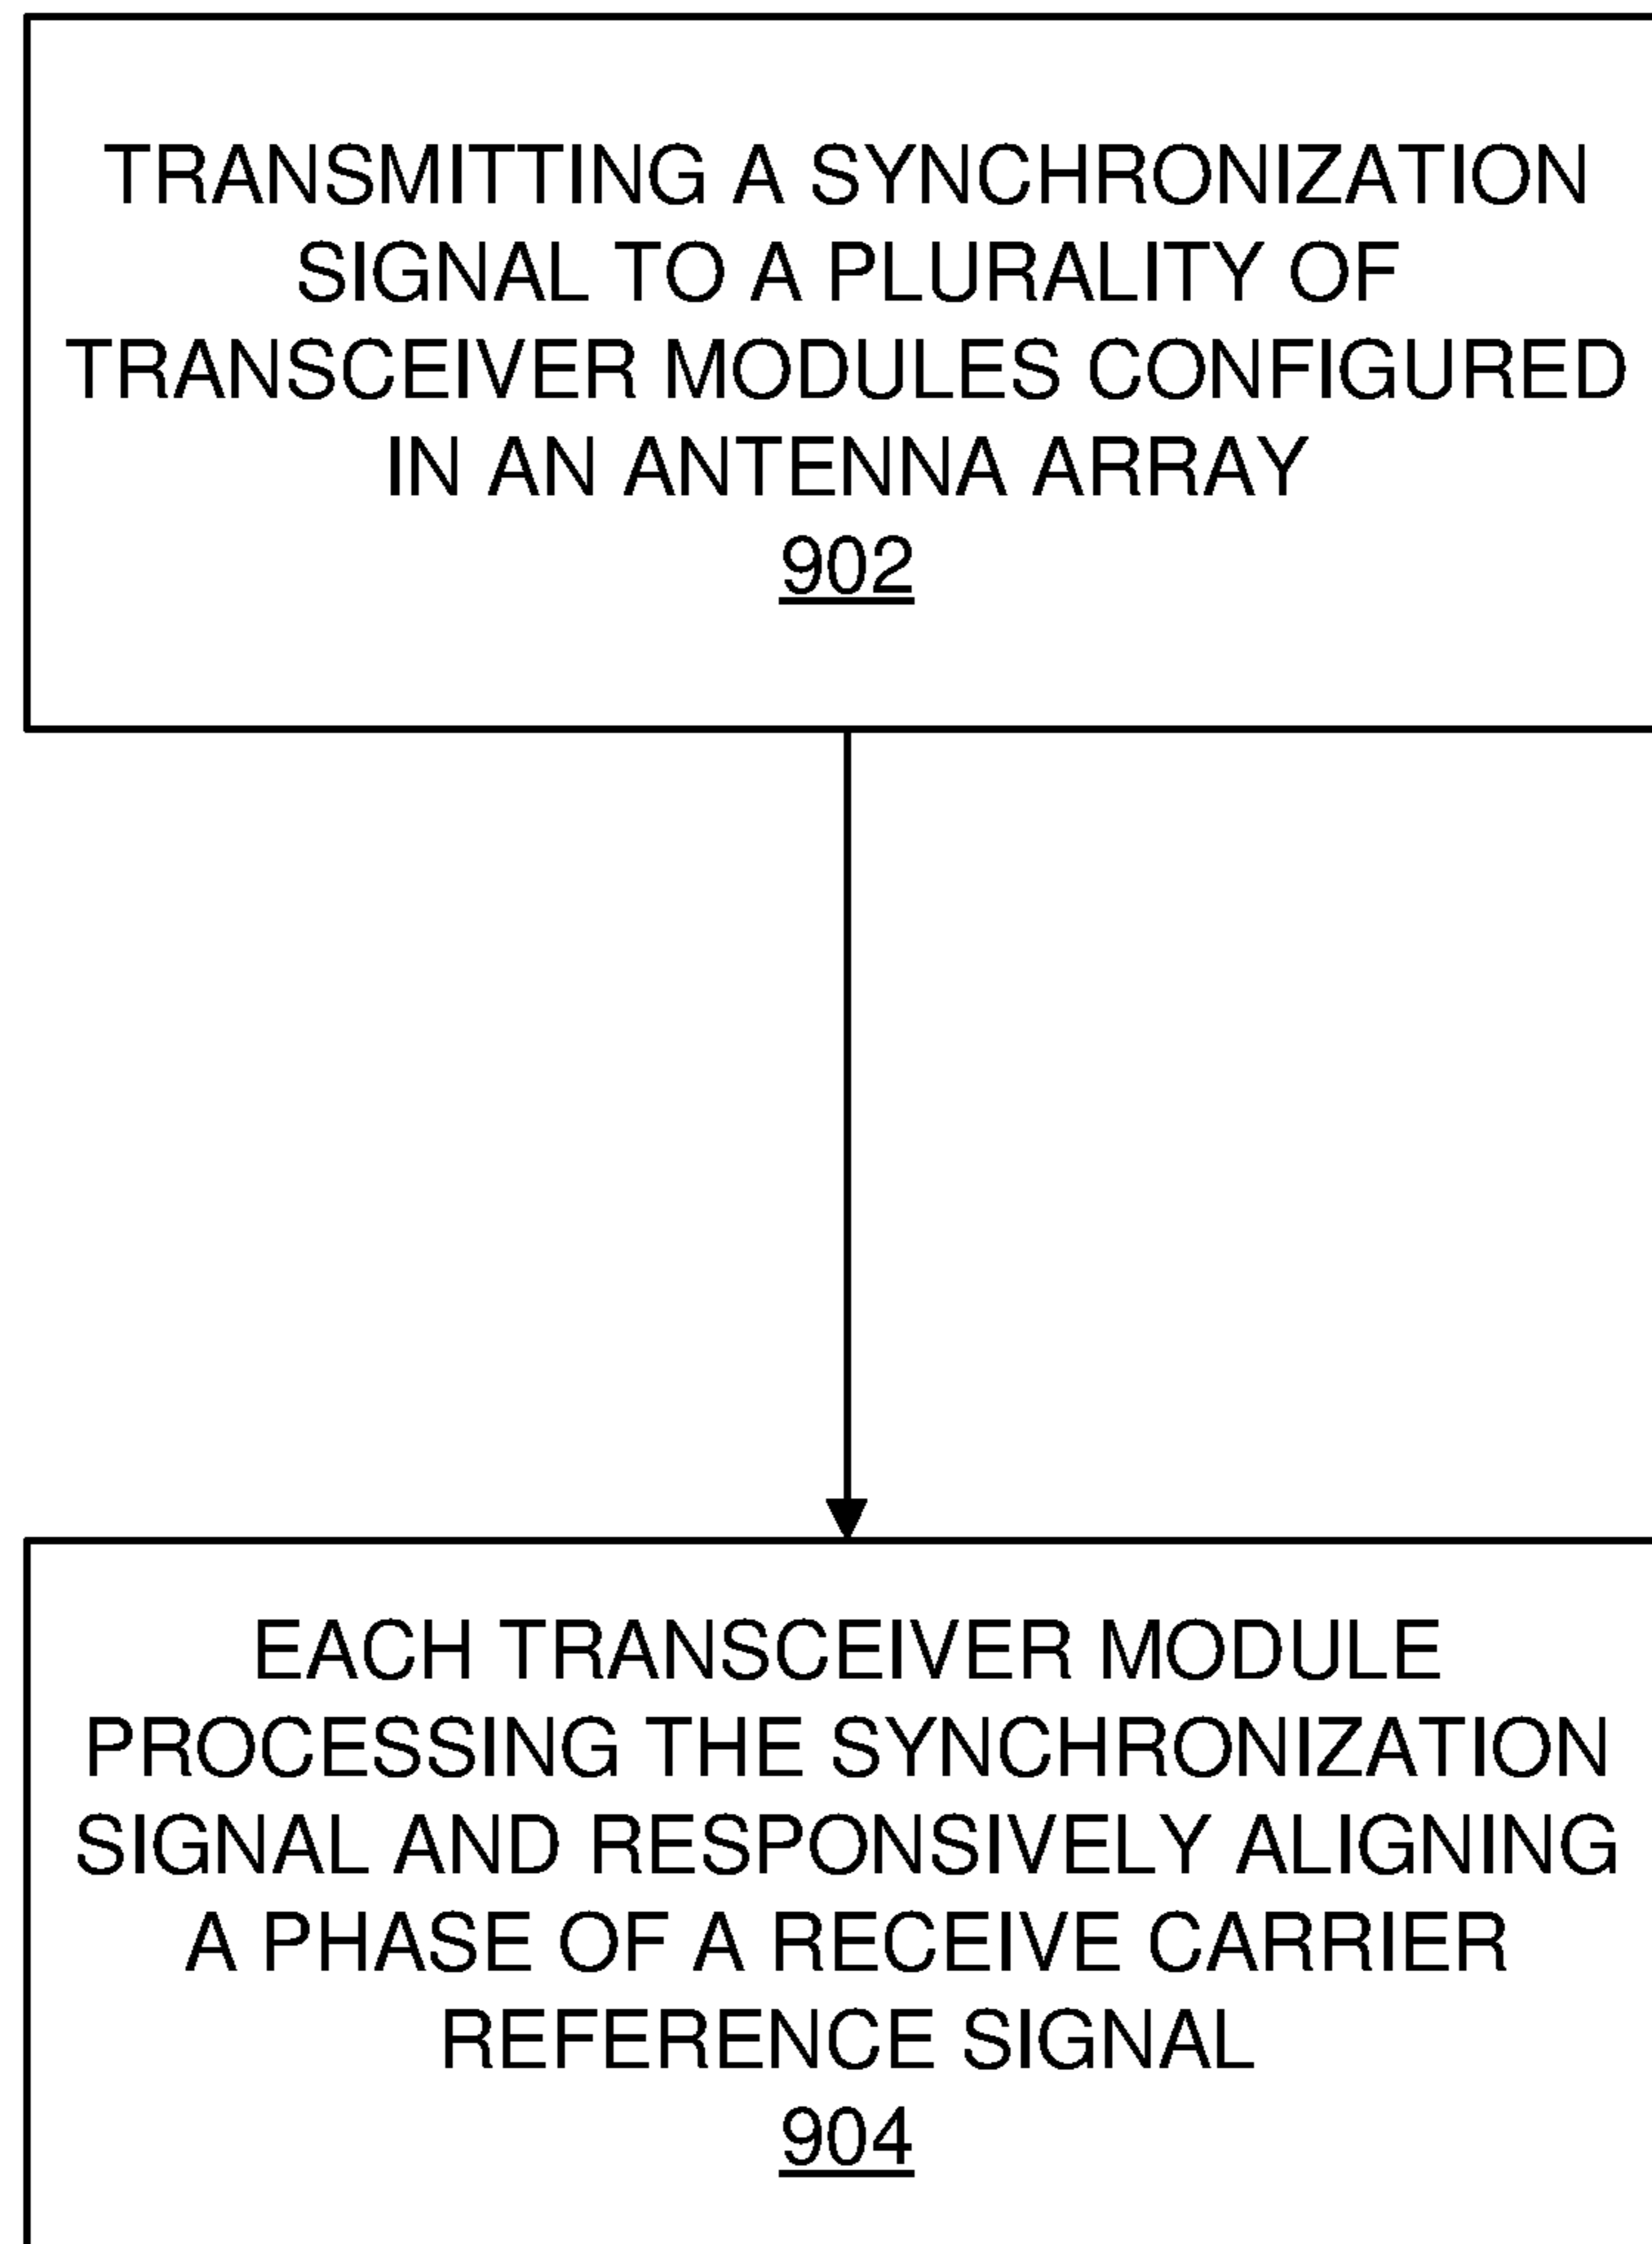 TRANSMITTING A SYNCHRONIZATION
SIGNAL TO A PLURALITY OF
TRANSCEIVER MODULES CONFIGURED
IN AN ANTENNA ARRAY
902
EACH TRANSCEIVER MODULE
PROCESSING THE SYNCHRONIZATION
SIGNAL AND RESPONSIVELY ALIGNING
A PHASE OF A RECEIVE CARRIER
REFERENCE SIGNAL
904